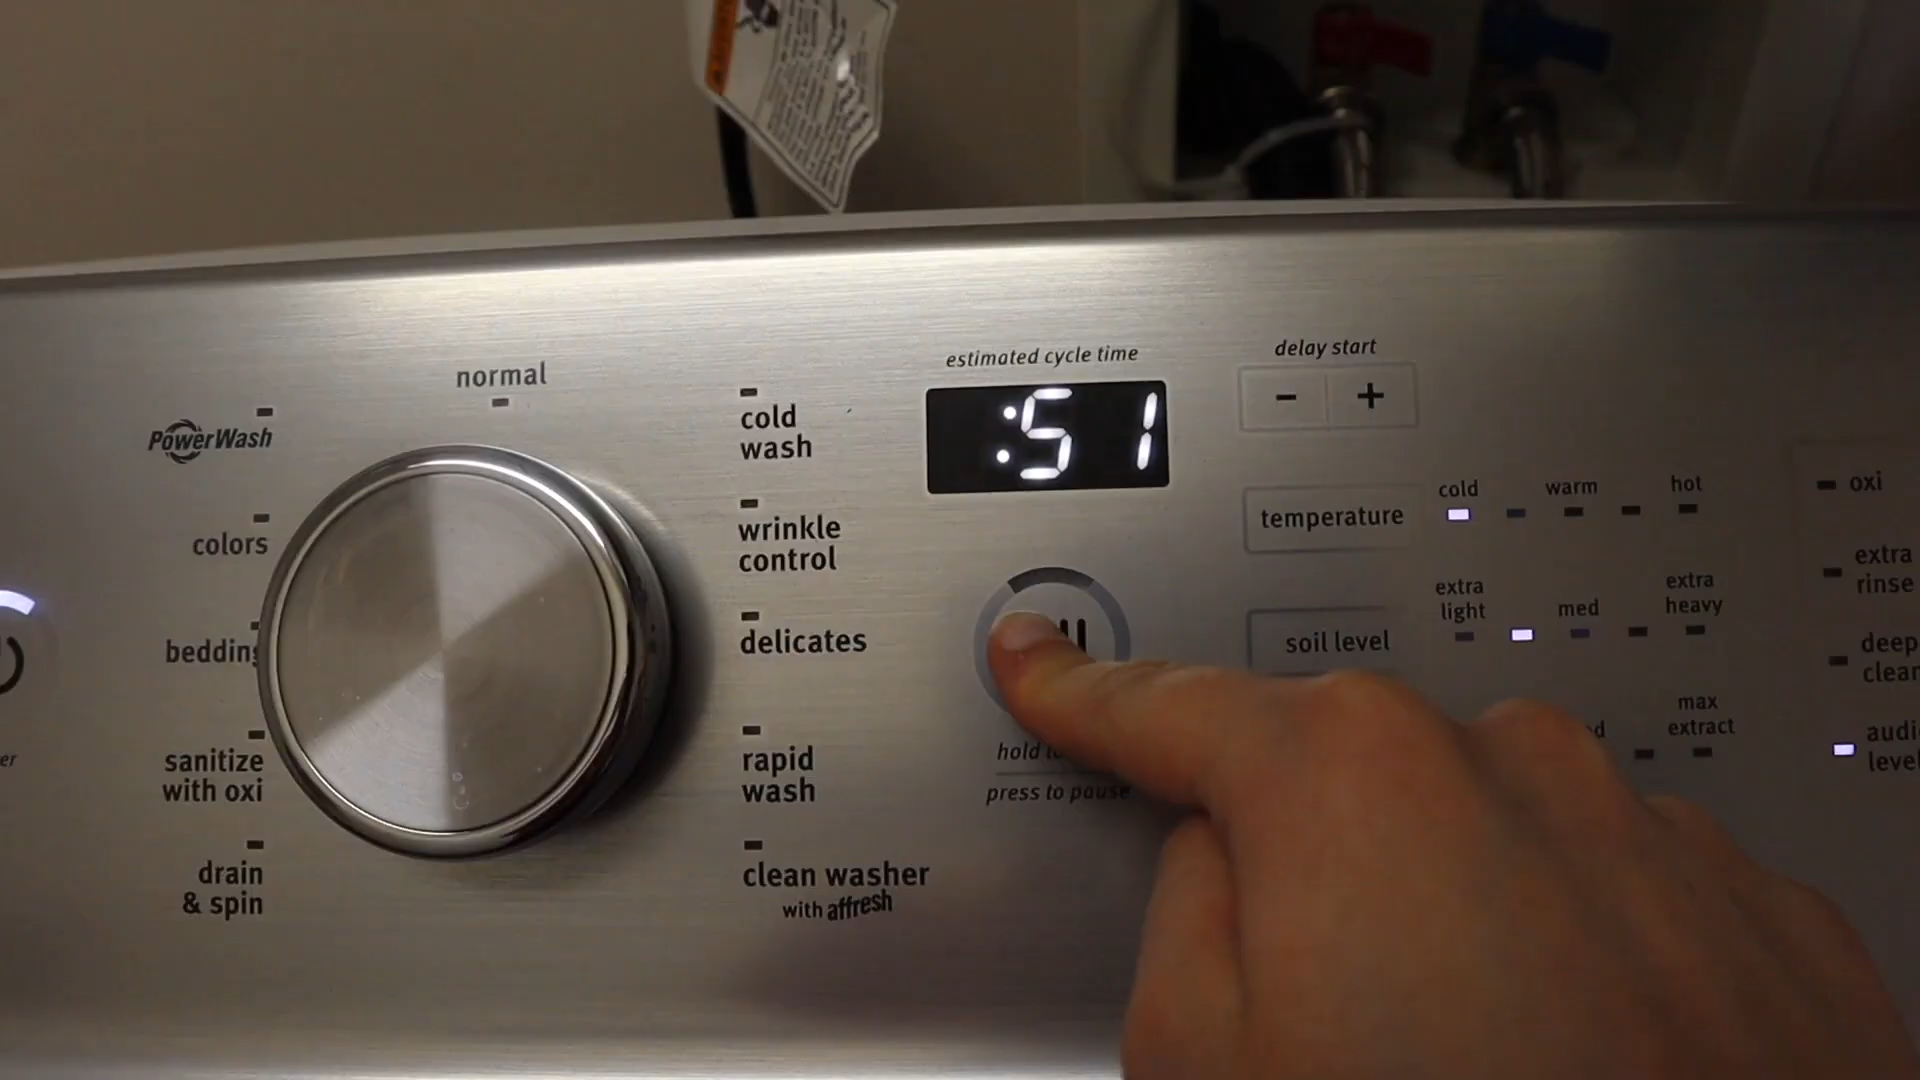 normal
PowerWash
colors
bedding
sanitize
with oxi
drain
& spin
cold
wash
wrinkle
control
delicates
rapid
wash
clean washer
with affresh
estimated cycle time
:51
hold
press to pause
delay start
- +
temperature
cold warm hot
soil level
extra
light
med
extra
heavy
max
extract
oxi
extra
rinse
deep
clean
level